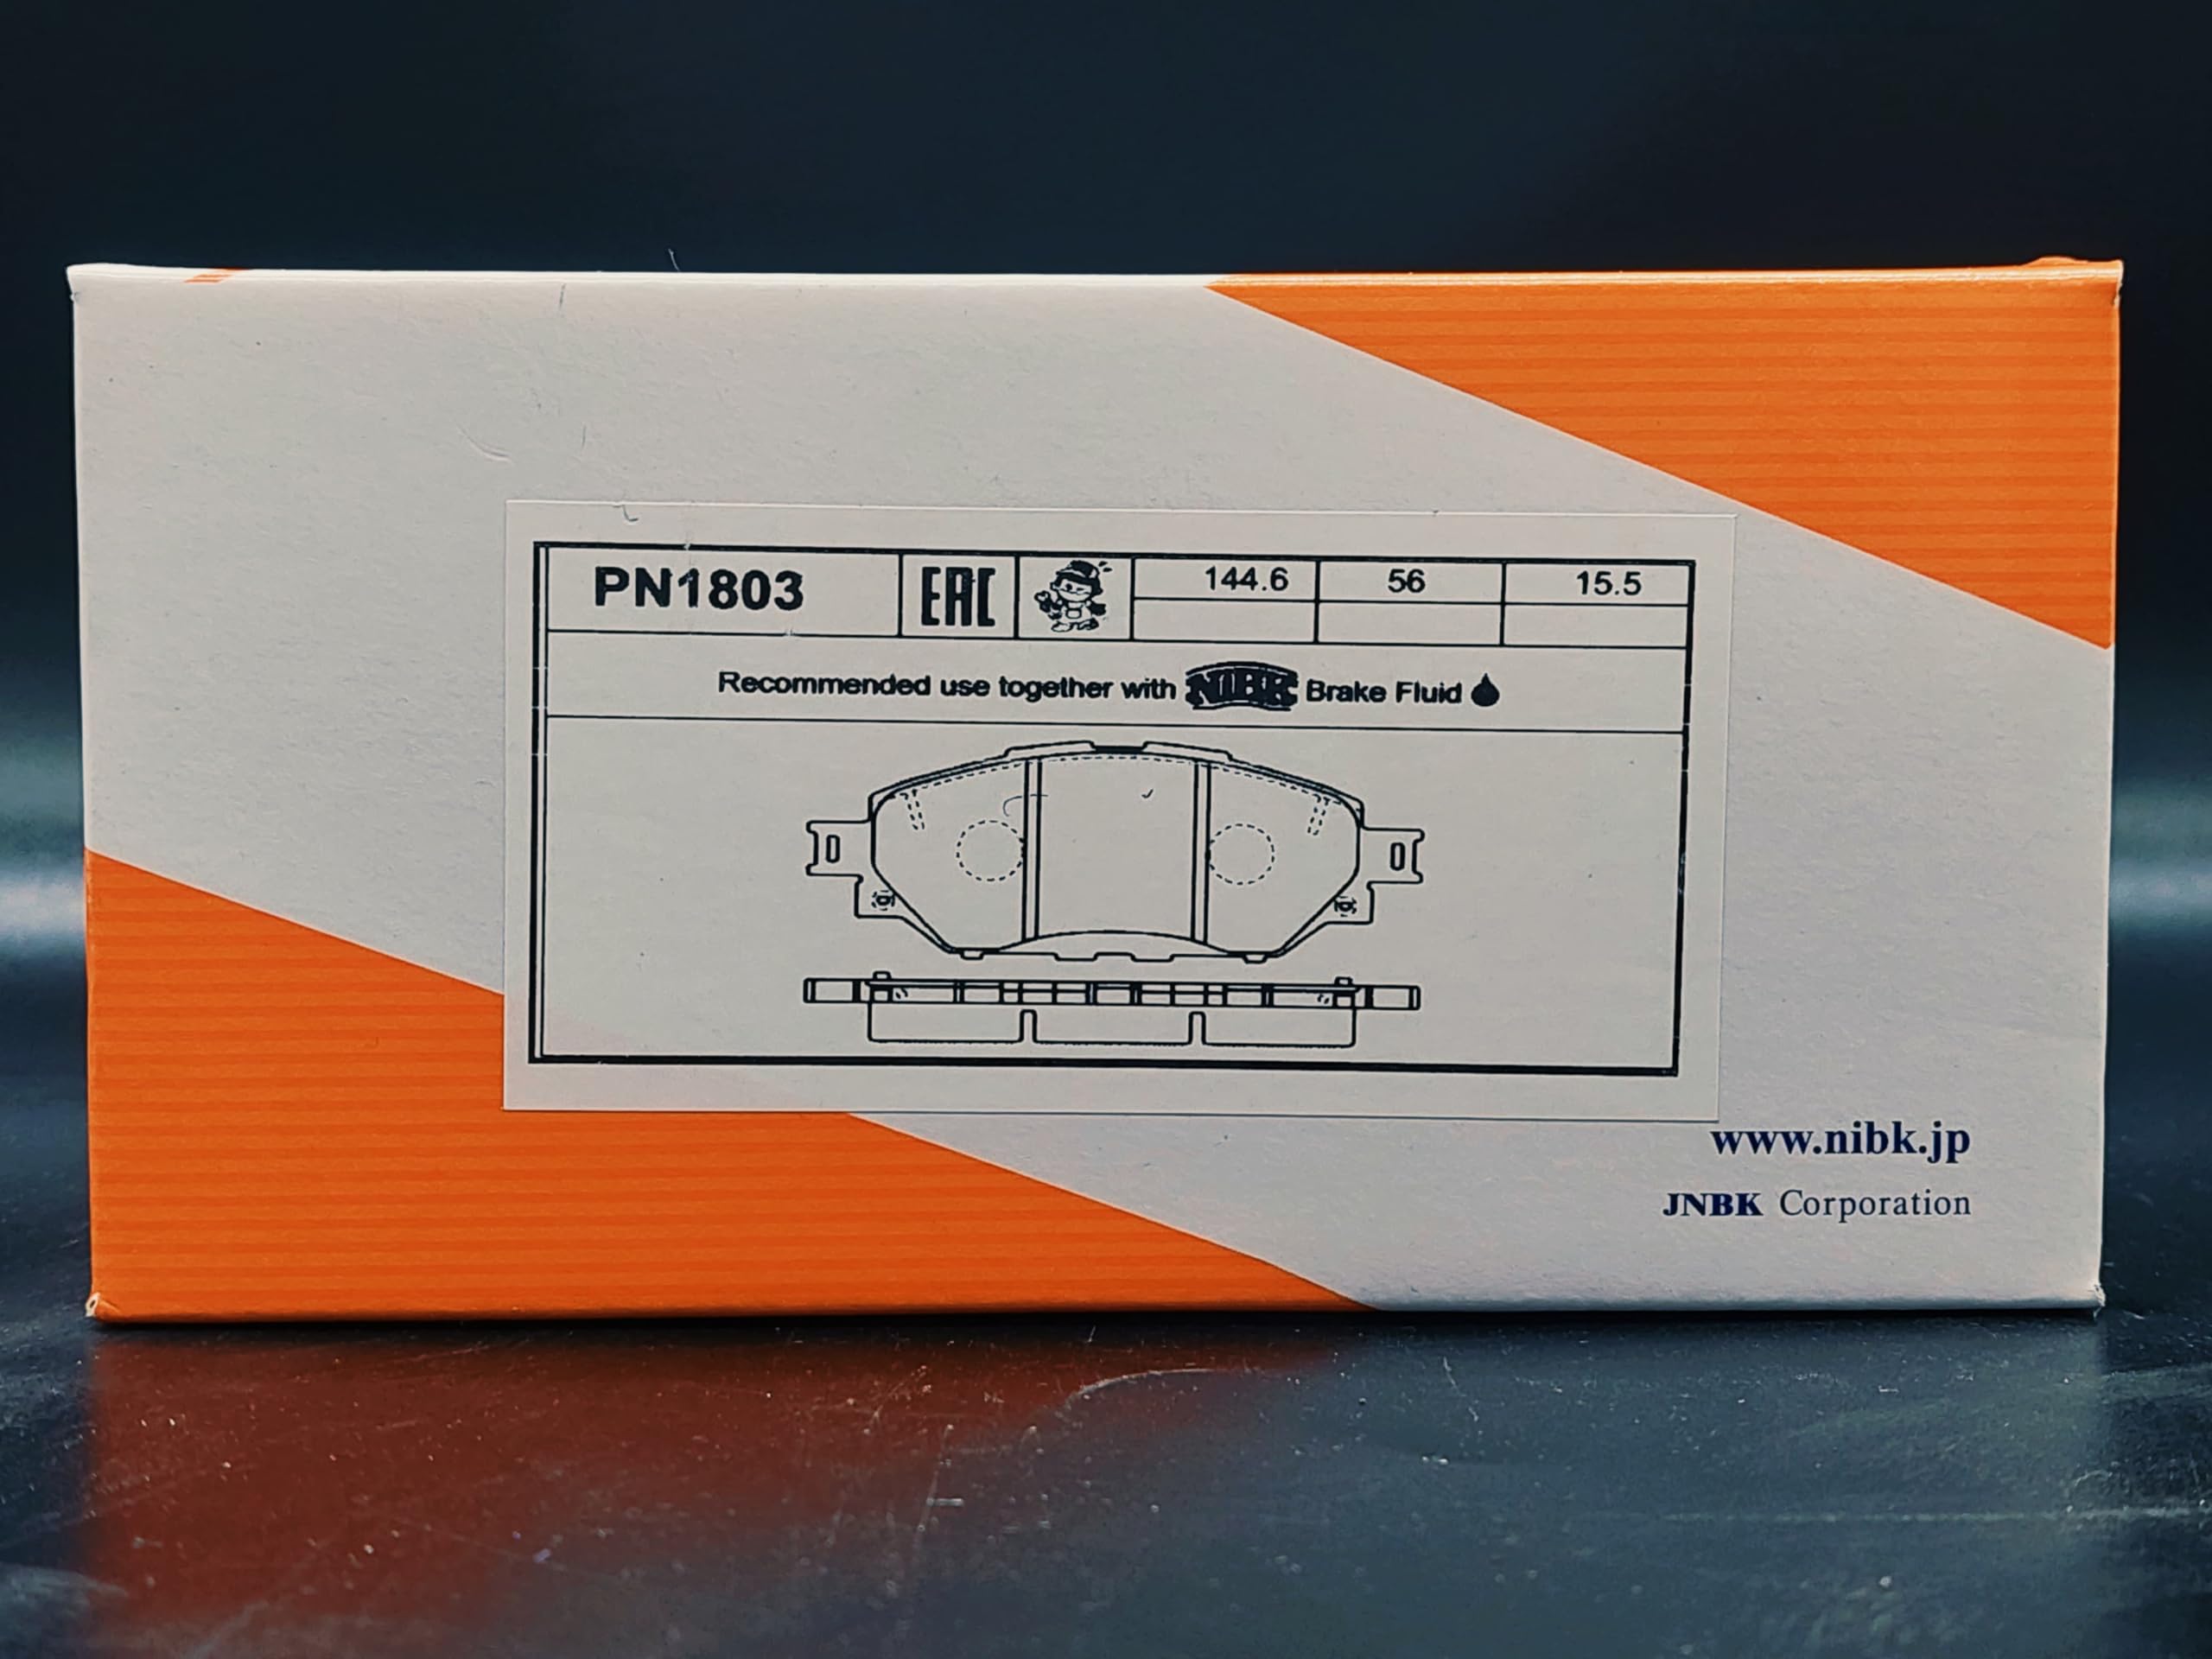 PN1803 EAC 144.6 56 15.5
Recommended use together with NIBK Brake Fluid
www.nibk.jp
JNBK Corporation